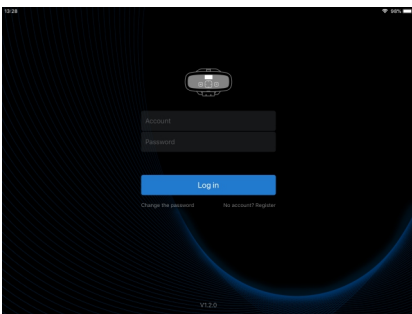 13:28 98%
Account
Password
Log in
Change the password No account? Register
V1.2.0